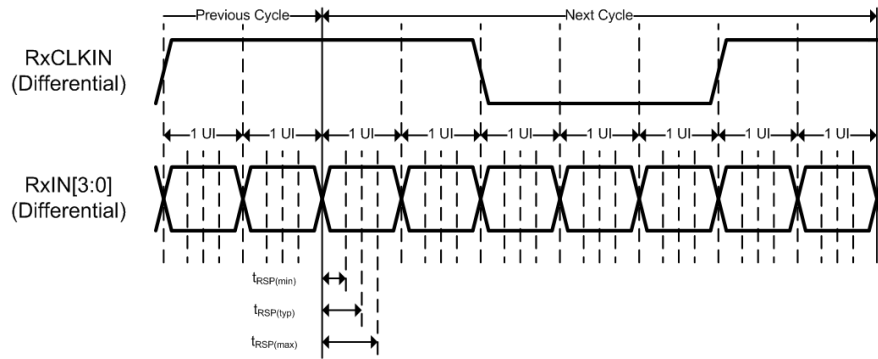 Previous Cycle
Next Cycle
RxCLKIN
(Differential)
1 UI
1 UI
1 UI
1 UI
1 UI
1 UI
1 UI
1 UI
1 UI
RxIN[3:0]
(Differential)
tRSP(min)
tRSP(typ)
tRSP(max)